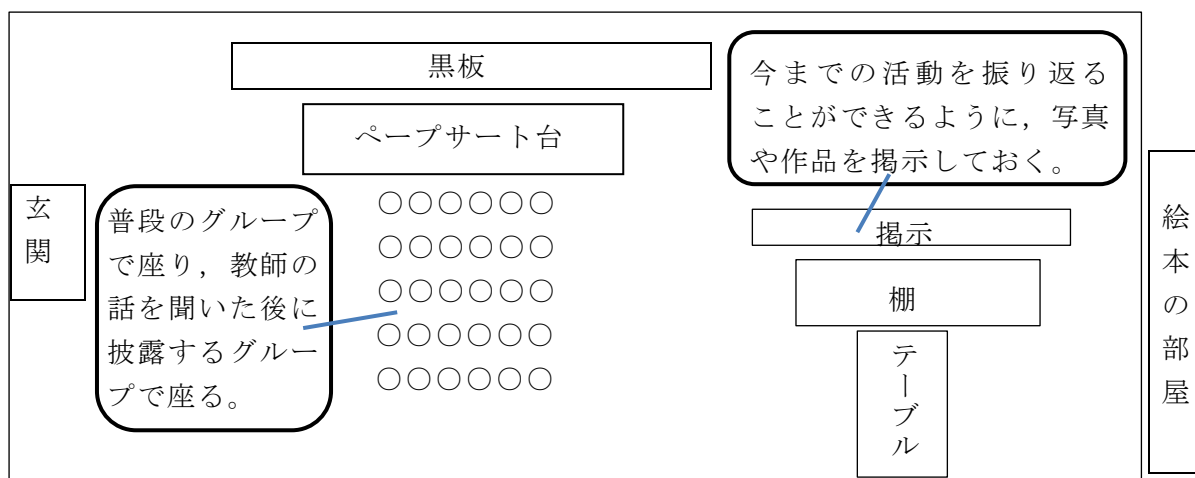 黒板
ペープサート台
今までの活動を振り返る
ことができるように，写真
や作品を掲示しておく。
玄
関
普段のグループ
で座り，教師の
話を聞いた後に
披露するグルー
プで座る。
○○○○○○
○○○○○○
○○○○○○
○○○○○○
○○○○○○
掲示
棚
テーブル
絵本の部屋